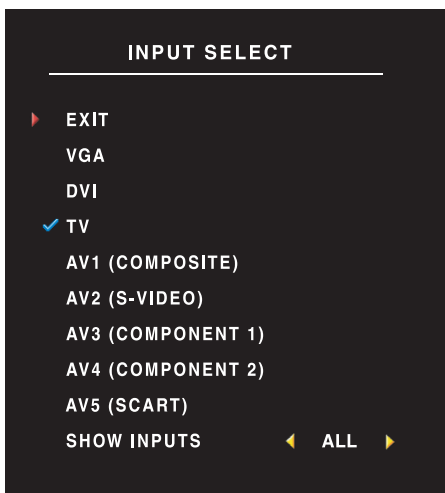 INPUT SELECT
EXIT
VGA
DVI
TV
AV1 (COMPOSITE)
AV2 (S-VIDEO)
AV3 (COMPONENT 1)
AV4 (COMPONENT 2)
AV5 (SCART)
SHOW INPUTS ALL